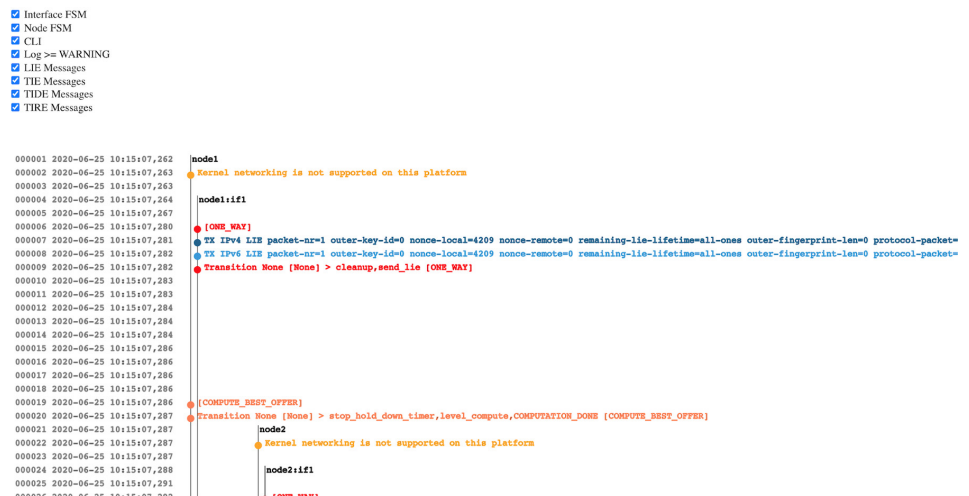 Interface FSM
Node FSM
CLI
Log >= WARNING
LIE Messages
TIE Messages
TIDE Messages
TIRE Messages
000001 2020-06-25 10:15:07,262 node1
000002 2020-06-25 10:15:07,263 Kernel networking is not supported on this platform
000003 2020-06-25 10:15:07,263
000004 2020-06-25 10:15:07,264 node1:if1
000005 2020-06-25 10:15:07,267
000006 2020-06-25 10:15:07,280 [ONE_WAY]
000007 2020-06-25 10:15:07,281 TX IPv4 LIE packet-nr=1 outer-key-id=0 nonce-local=4209 nonce-remote=0 remaining-lie-lifetime=all-ones outer-fingerprint-len=0 protocol-packet=
000008 2020-06-25 10:15:07,282 TX IPv6 LIE packet-nr=1 outer-key-id=0 nonce-local=4209 nonce-remote=0 remaining-lie-lifetime=all-ones outer-fingerprint-len=0 protocol-packet=
000009 2020-06-25 10:15:07,282 Transition None [None] > cleanup,send_lie [ONE_WAY]
000010 2020-06-25 10:15:07,283
000011 2020-06-25 10:15:07,283
000012 2020-06-25 10:15:07,284
000013 2020-06-25 10:15:07,284
000014 2020-06-25 10:15:07,284
000015 2020-06-25 10:15:07,286
000016 2020-06-25 10:15:07,286
000017 2020-06-25 10:15:07,286
000018 2020-06-25 10:15:07,286
000019 2020-06-25 10:15:07,286 [COMPUTE_BEST_OFFER]
000020 2020-06-25 10:15:07,287 Transition None [None] > stop_hold_down_timer,level_compute,COMPUTATION_DONE [COMPUTE_BEST_OFFER]
000021 2020-06-25 10:15:07,287 node2
000022 2020-06-25 10:15:07,287 Kernel networking is not supported on this platform
000023 2020-06-25 10:15:07,287
000024 2020-06-25 10:15:07,288 node2:if1
000025 2020-06-25 10:15:07,291